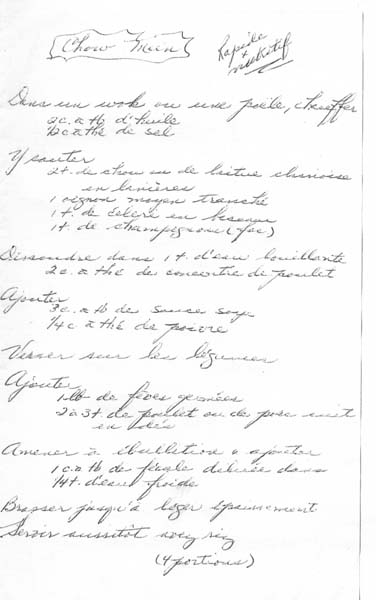 Chow Mein
Rapide
+
nutritif
Dans un wok ou une poêle, chauffer
2 c. à tb d'huile
½ c à thé de sel
Y sauter
2 t. de chou ou de laitue chinoise
en lanières
1 oignon moyen tranché
1 t. de céleri en biseau
1 t. de champignons (fac)
Dissoudre dans 1 t. d'eau bouillante
2 c. à thé de concentré de poulet
Ajouter
3 c. à tb de sauce soya
1/4 c à thé de poivre
Verser sur les légumes
Ajouter
1 lb de fèves germées
2 à 3 t. de poulet ou de porc cuit
en dés
Amener à ébullition & ajouter
1 c. à tb de fécule délayée dans
1/4 t. d'eau froide
Brasser jusqu'à léger épaississement
Servir aussitôt avec riz
(4 portions)